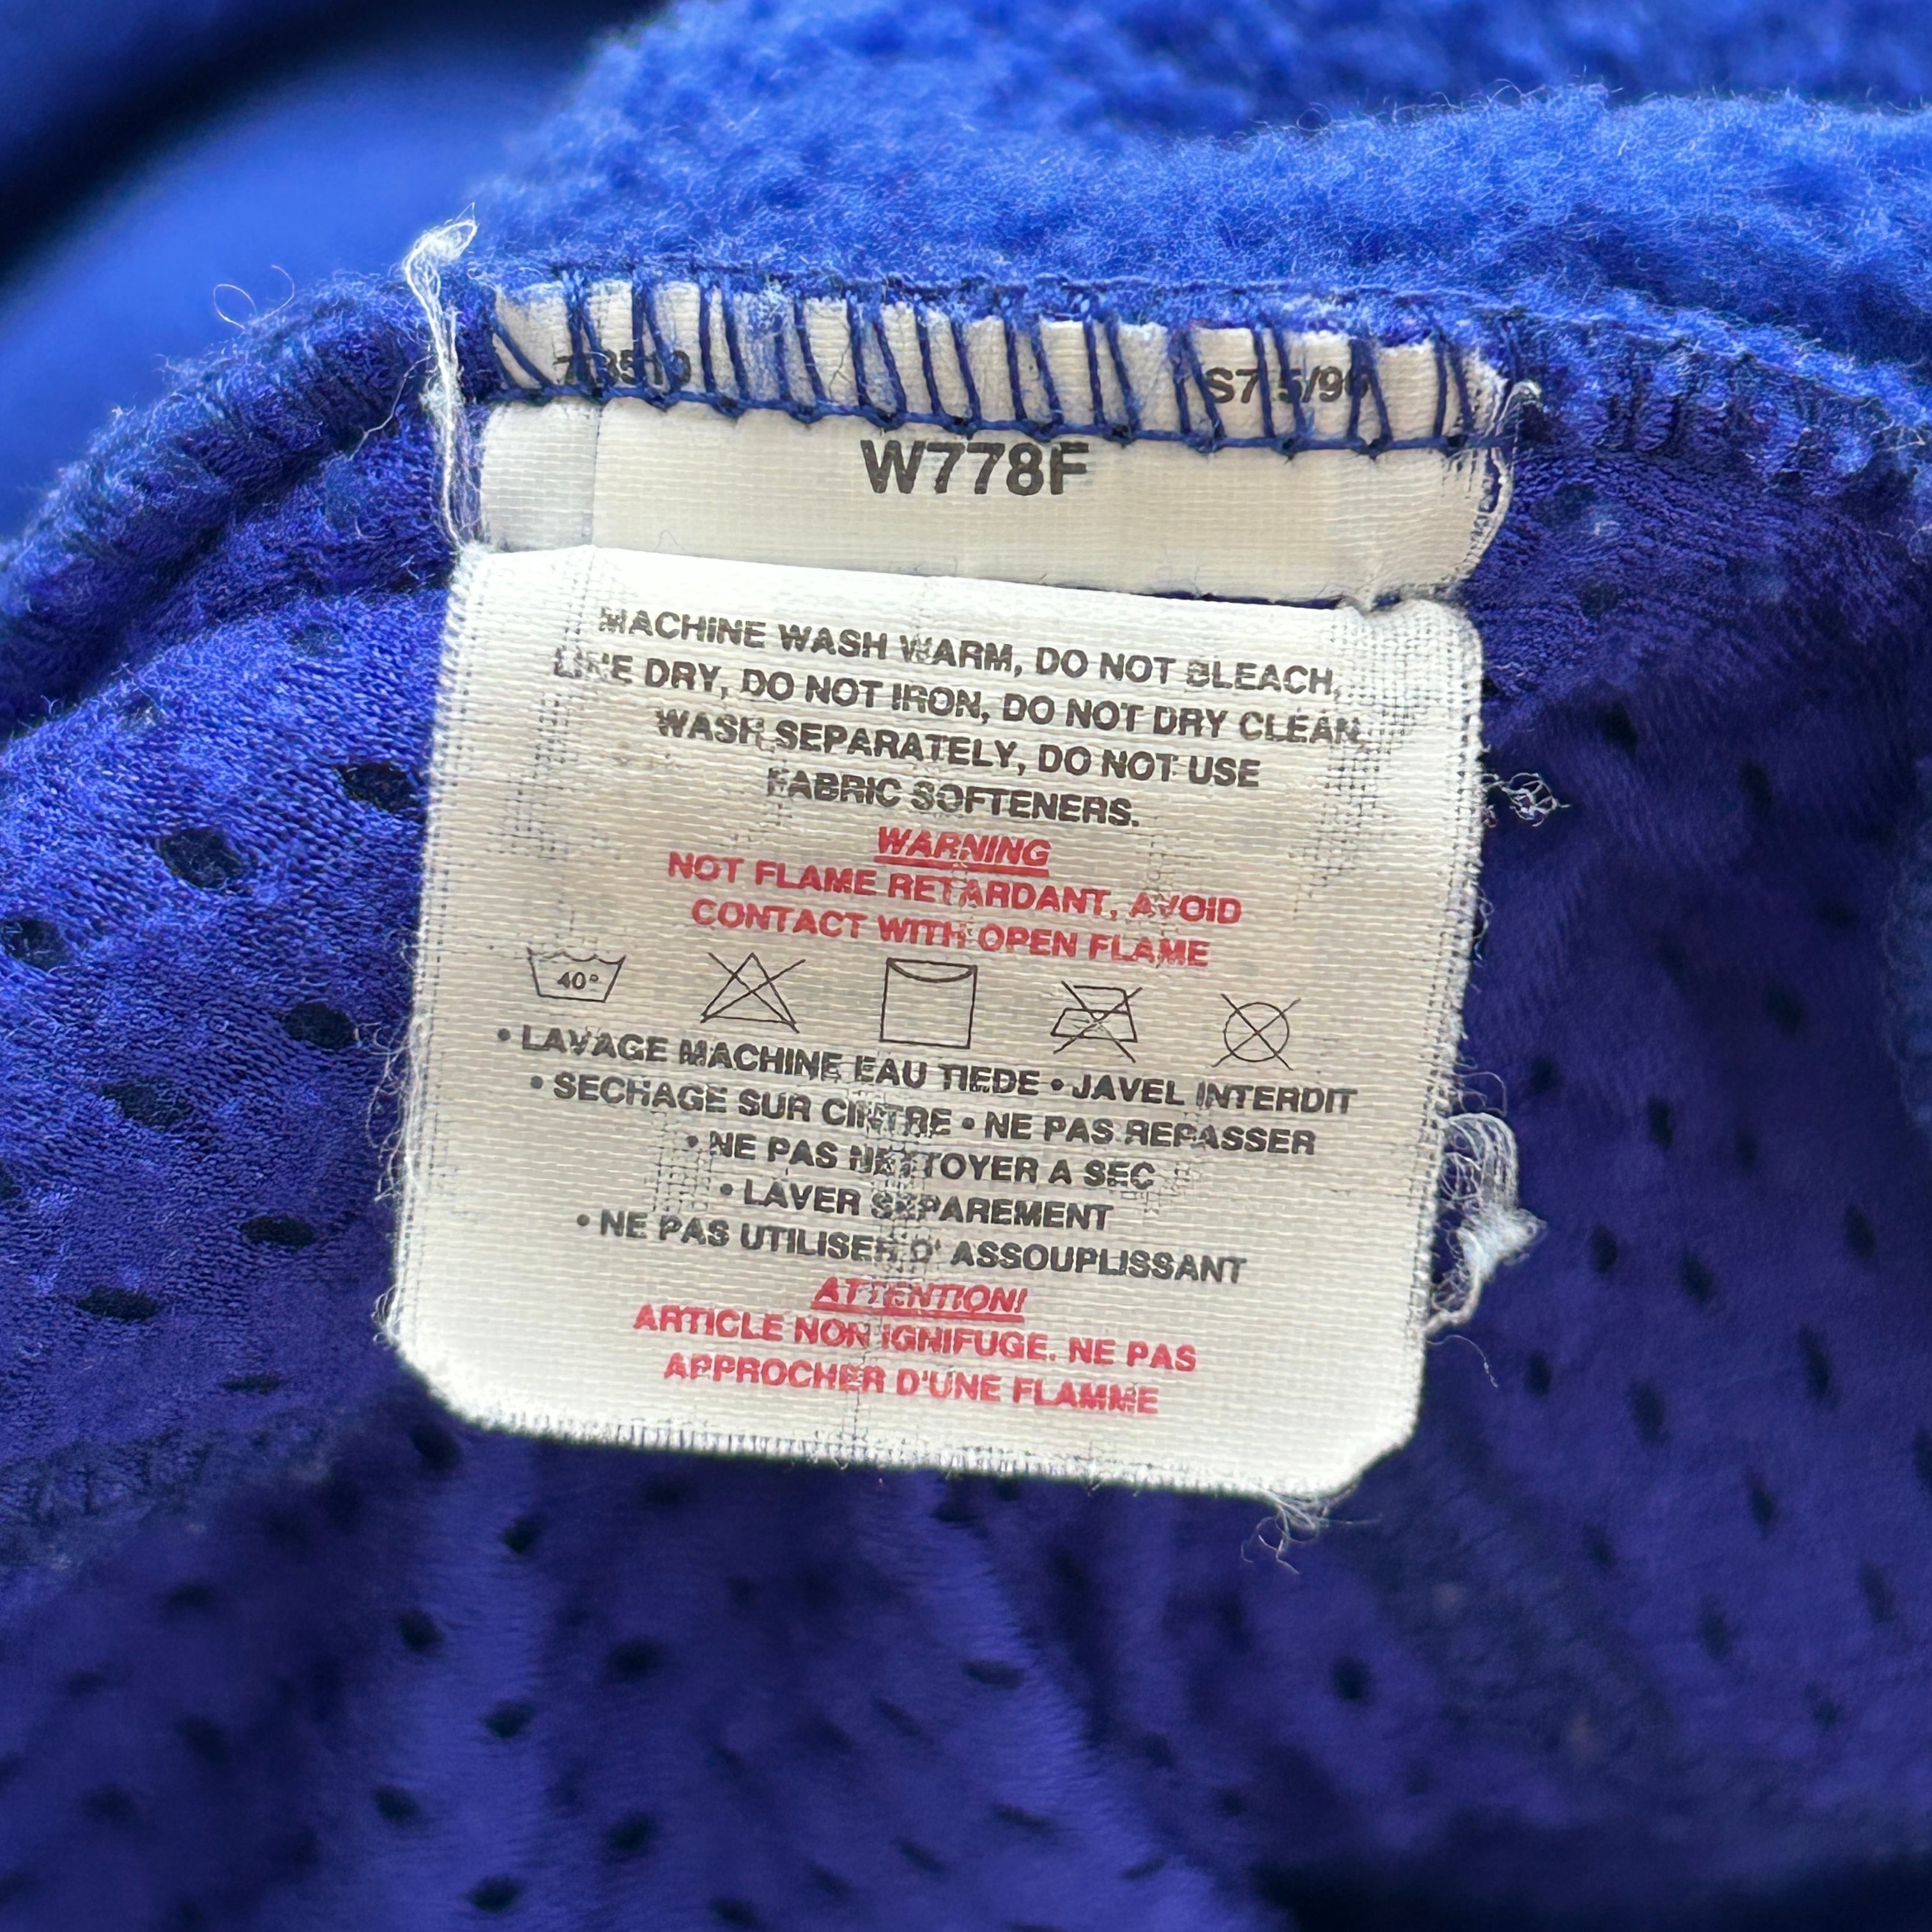 W778F
MACHINE WASH WARM, DO NOT BLEACH,
LINE DRY, DO NOT IRON, DO NOT DRY CLEAN,
WASH SEPARATELY, DO NOT USE
FABRIC SOFTENERS.
WARNING
NOT FLAME RETARDANT, AVOID
CONTACT WITH OPEN FLAME
40°
• LAVAGE MACHINE EAU TIEDE • JAVEL INTERDIT
• SECHAGE SUR CINTRE • NE PAS REPASSER
• NE PAS NETTOYER A SEC
• LAVER SEPAREMENT
• NE PAS UTILISER D' ASSOUPLISSANT
ATTENTION!
ARTICLE NON IGNIFUGE. NE PAS
APPROCHER D'UNE FLAMME